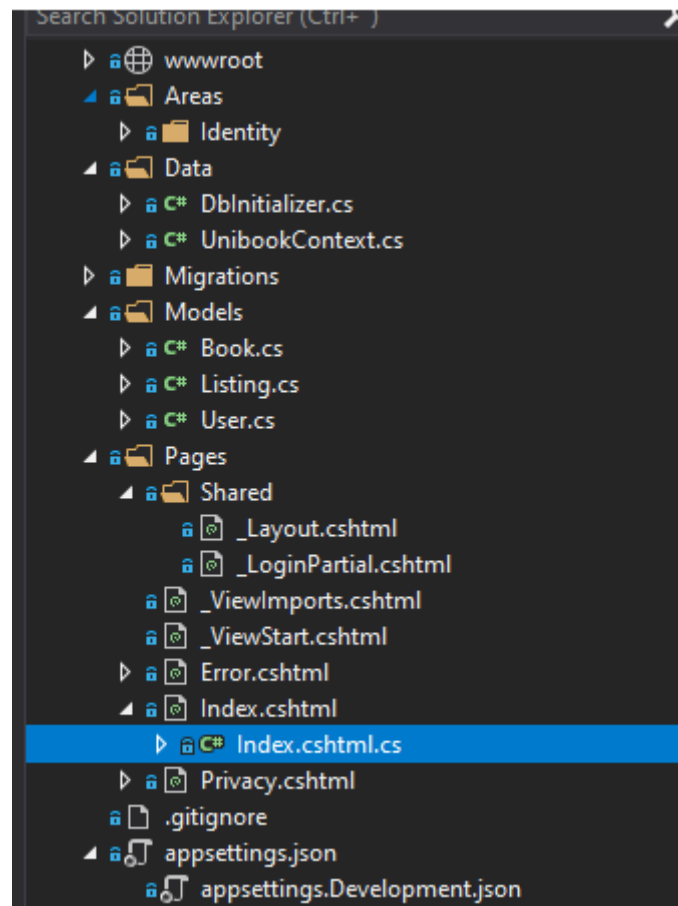 Search Solution Explorer (Ctrl+ )
wwwroot
Areas
Identity
Data
C# DbInitializer.cs
C# UnibookContext.cs
Migrations
Models
C# Book.cs
C# Listing.cs
C# User.cs
Pages
Shared
_Layout.cshtml
_LoginPartial.cshtml
_ViewImports.cshtml
_ViewStart.cshtml
Error.cshtml
Index.cshtml
C# Index.cshtml.cs
Privacy.cshtml
.gitignore
appsettings.json
appsettings.Development.json